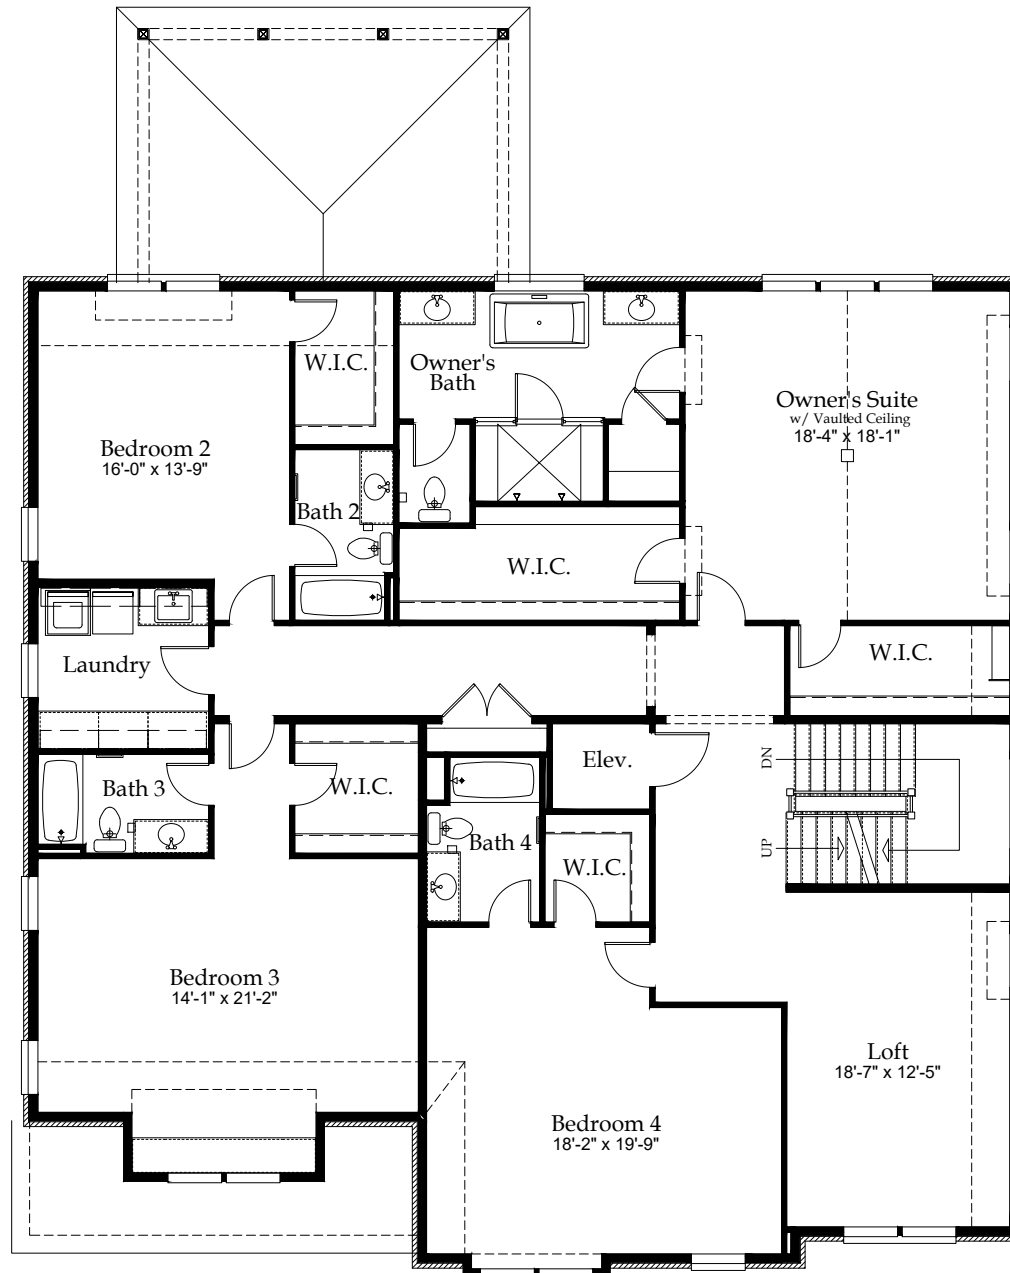 W.I.C.
Owner's
Bath
Owner's Suite
w/ Vaulted Ceiling
18'-4" x 18'-1"
Bedroom 2
16'-0" x 13'-9"
Bath 2
W.I.C.
Laundry
W.I.C.
Bath 3
W.I.C.
Elev.
DN
Bath 4
W.I.C.
UP
Bedroom 3
14'-1" x 21'-2"
Loft
18'-7" x 12'-5"
Bedroom 4
18'-2" x 19'-9"